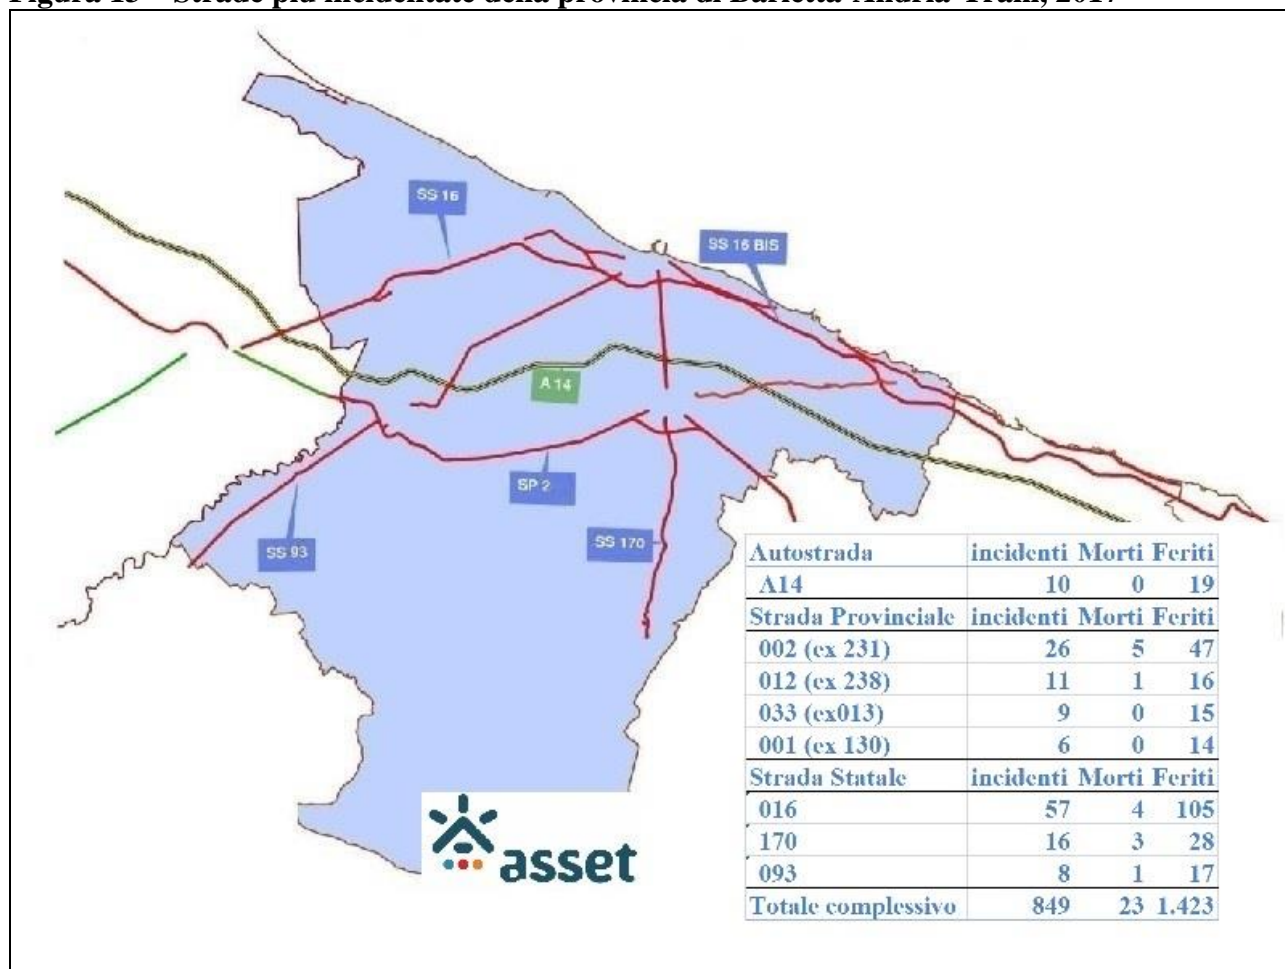 Figura 13 – Strade più incidentate della provincia di Barletta-Andria-Trani, 2017
SS 16
SS 16 BIS
A 14
SP 2
SS 93
SS 170
Autostrada incidenti Morti Feriti
A14 10 0 19
Strada Provinciale incidenti Morti Feriti
002 (ex 231) 26 5 47
012 (ex 238) 11 1 16
033 (ex013) 9 0 15
001 (ex 130) 6 0 14
Strada Statale incidenti Morti Feriti
016 57 4 105
170 16 3 28
093 8 1 17
Totale complessivo 849 23 1.423
asset